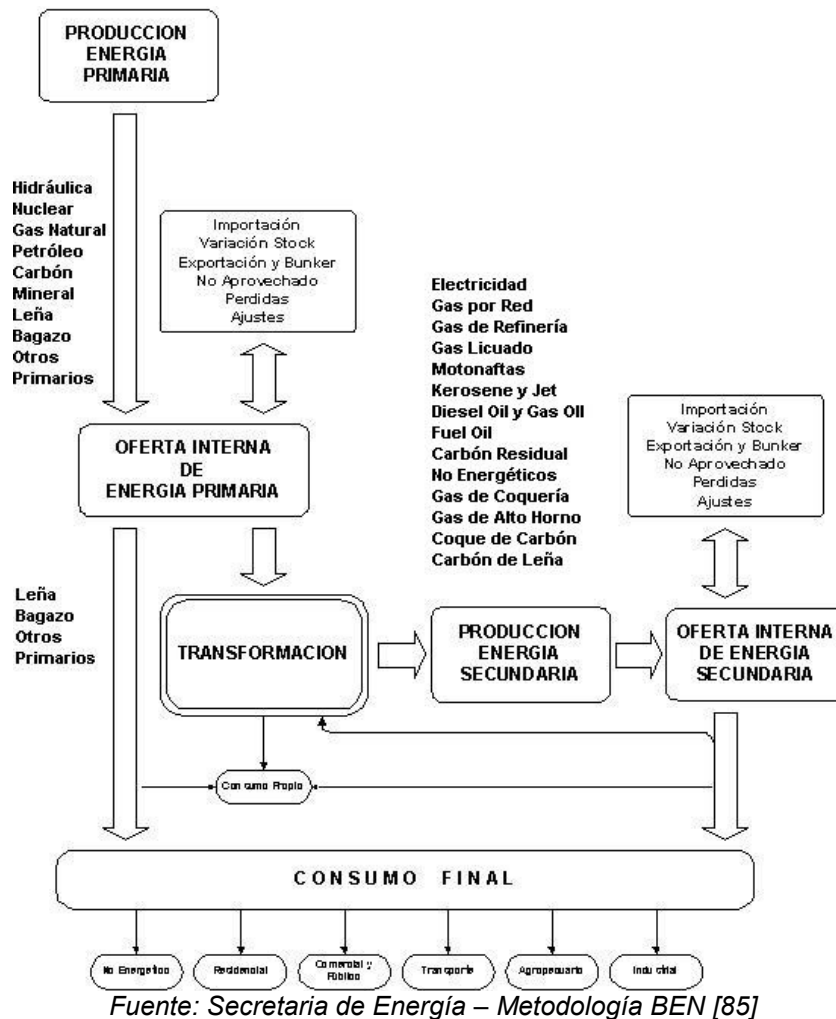 PRODUCCION
ENERGIA
PRIMARIA
Hidráulica
Nuclear
Gas Natural
Petróleo
Carbón
Mineral
Leña
Bagazo
Otros
Primarios
Importación
Variación Stock
Exportación y Bunker
No Aprovechado
Perdidas
Ajustes
Electricidad
Gas por Red
Gas de Refinería
Gas Licuado
Motonaftas
Kerosene y Jet
Diesel Oil y Gas OIl
Fuel Oil
Carbón Residual
No Energéticos
Gas de Coquería
Gas de Alto Horno
Coque de Carbón
Carbón de Leña
Importación
Variación Stock
Exportación y Bunker
No Aprovechado
Perdidas
Ajustes
OFERTA INTERNA
DE
ENERGIA PRIMARIA
Leña
Bagazo
Otros
Primarios
TRANSFORMACION
PRODUCCION
ENERGIA
SECUNDARIA
OFERTA INTERNA
DE ENERGIA
SECUNDARIA
Consumo Propio
CONSUMO FINAL
No Energetico
Residencial
Comercial y
Público
Transporte
Agropecuario
Industrial
Fuente: Secretaria de Energía – Metodología BEN [85]